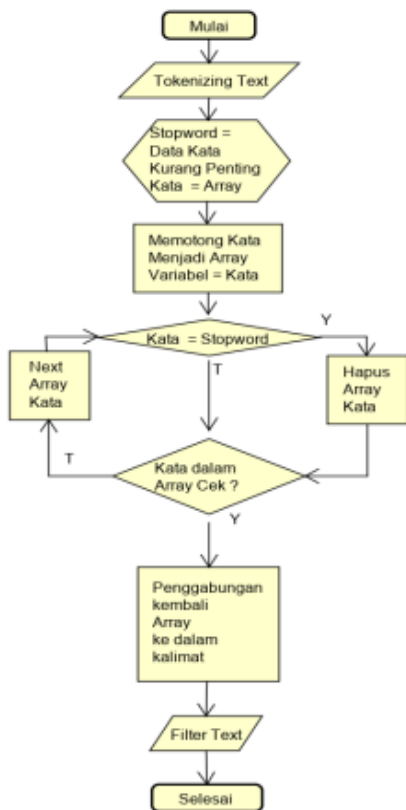 Mulai
Tokenizing Text
Stopword =
Data Kata
Kurang Penting
Kata = Array
Memotong Kata
Menjadi Array
Variabel = Kata
Kata = Stopword
Y
T
Next
Array
Kata
Hapus
Array
Kata
T
Kata dalam
Array Cek ?
Y
Penggabungan
kembali
Array
ke dalam
kalimat
Filter Text
Selesai